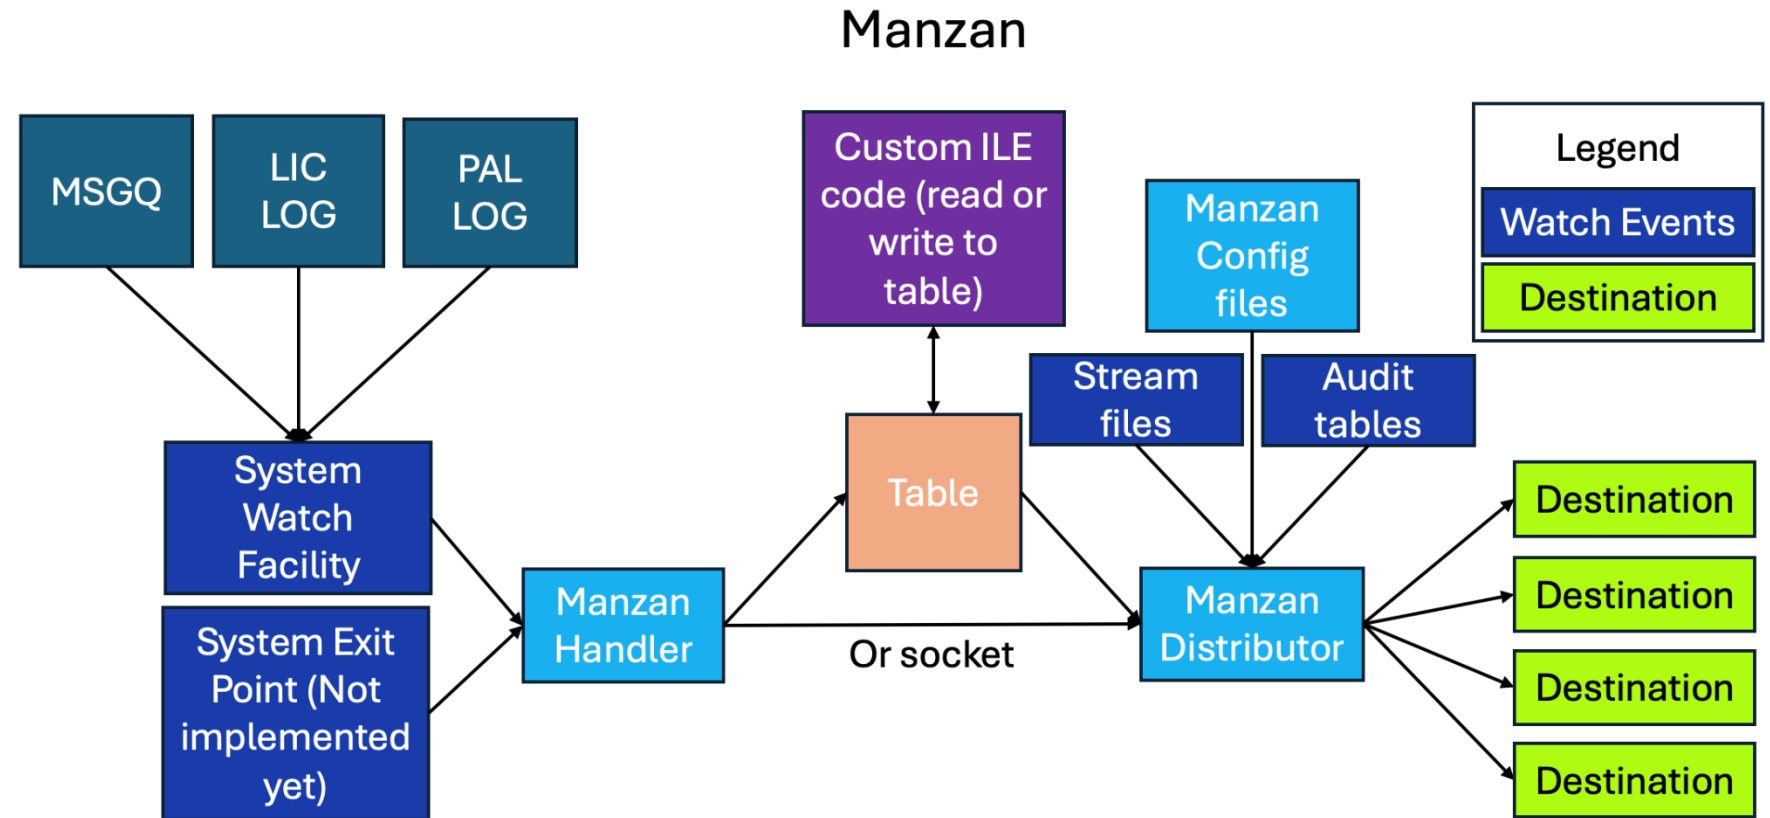 Manzan
MSGQ
LIC
LOG
PAL
LOG
Custom ILE
code (read or
write to
table)
Manzan
Config
files
Legend
Watch Events
Destination
Stream
files
Audit
tables
System
Watch
Facility
Table
System Exit
Point (Not
implemented
yet)
Manzan
Handler
Or socket
Manzan
Distributor
Destination
Destination
Destination
Destination